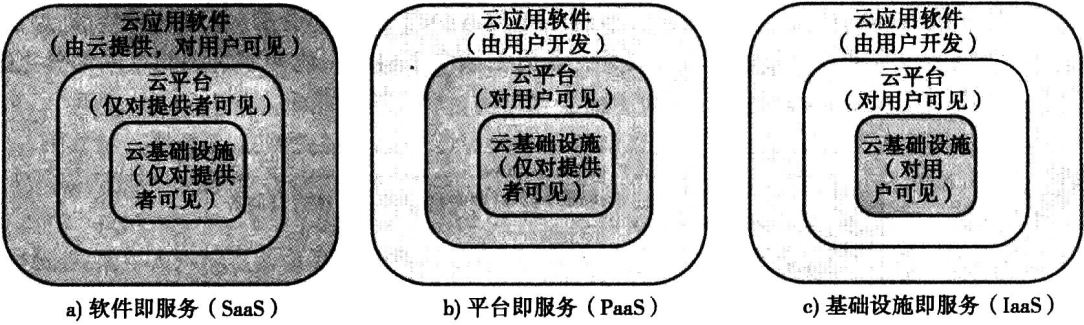 云应用软件
（由云提供，对用户可见）
云平台
（仅对提供者可见）
云基础设施
（仅对提供
者可见）
a) 软件即服务（SaaS）
云应用软件
（由用户开发）
云平台
（对用户可见）
云基础设施
（仅对提供
者可见）
b) 平台即服务（PaaS）
云应用软件
（由用户开发）
云平台
（对用户可见）
云基础设施
（对用
户可见）
c) 基础设施即服务（IaaS）